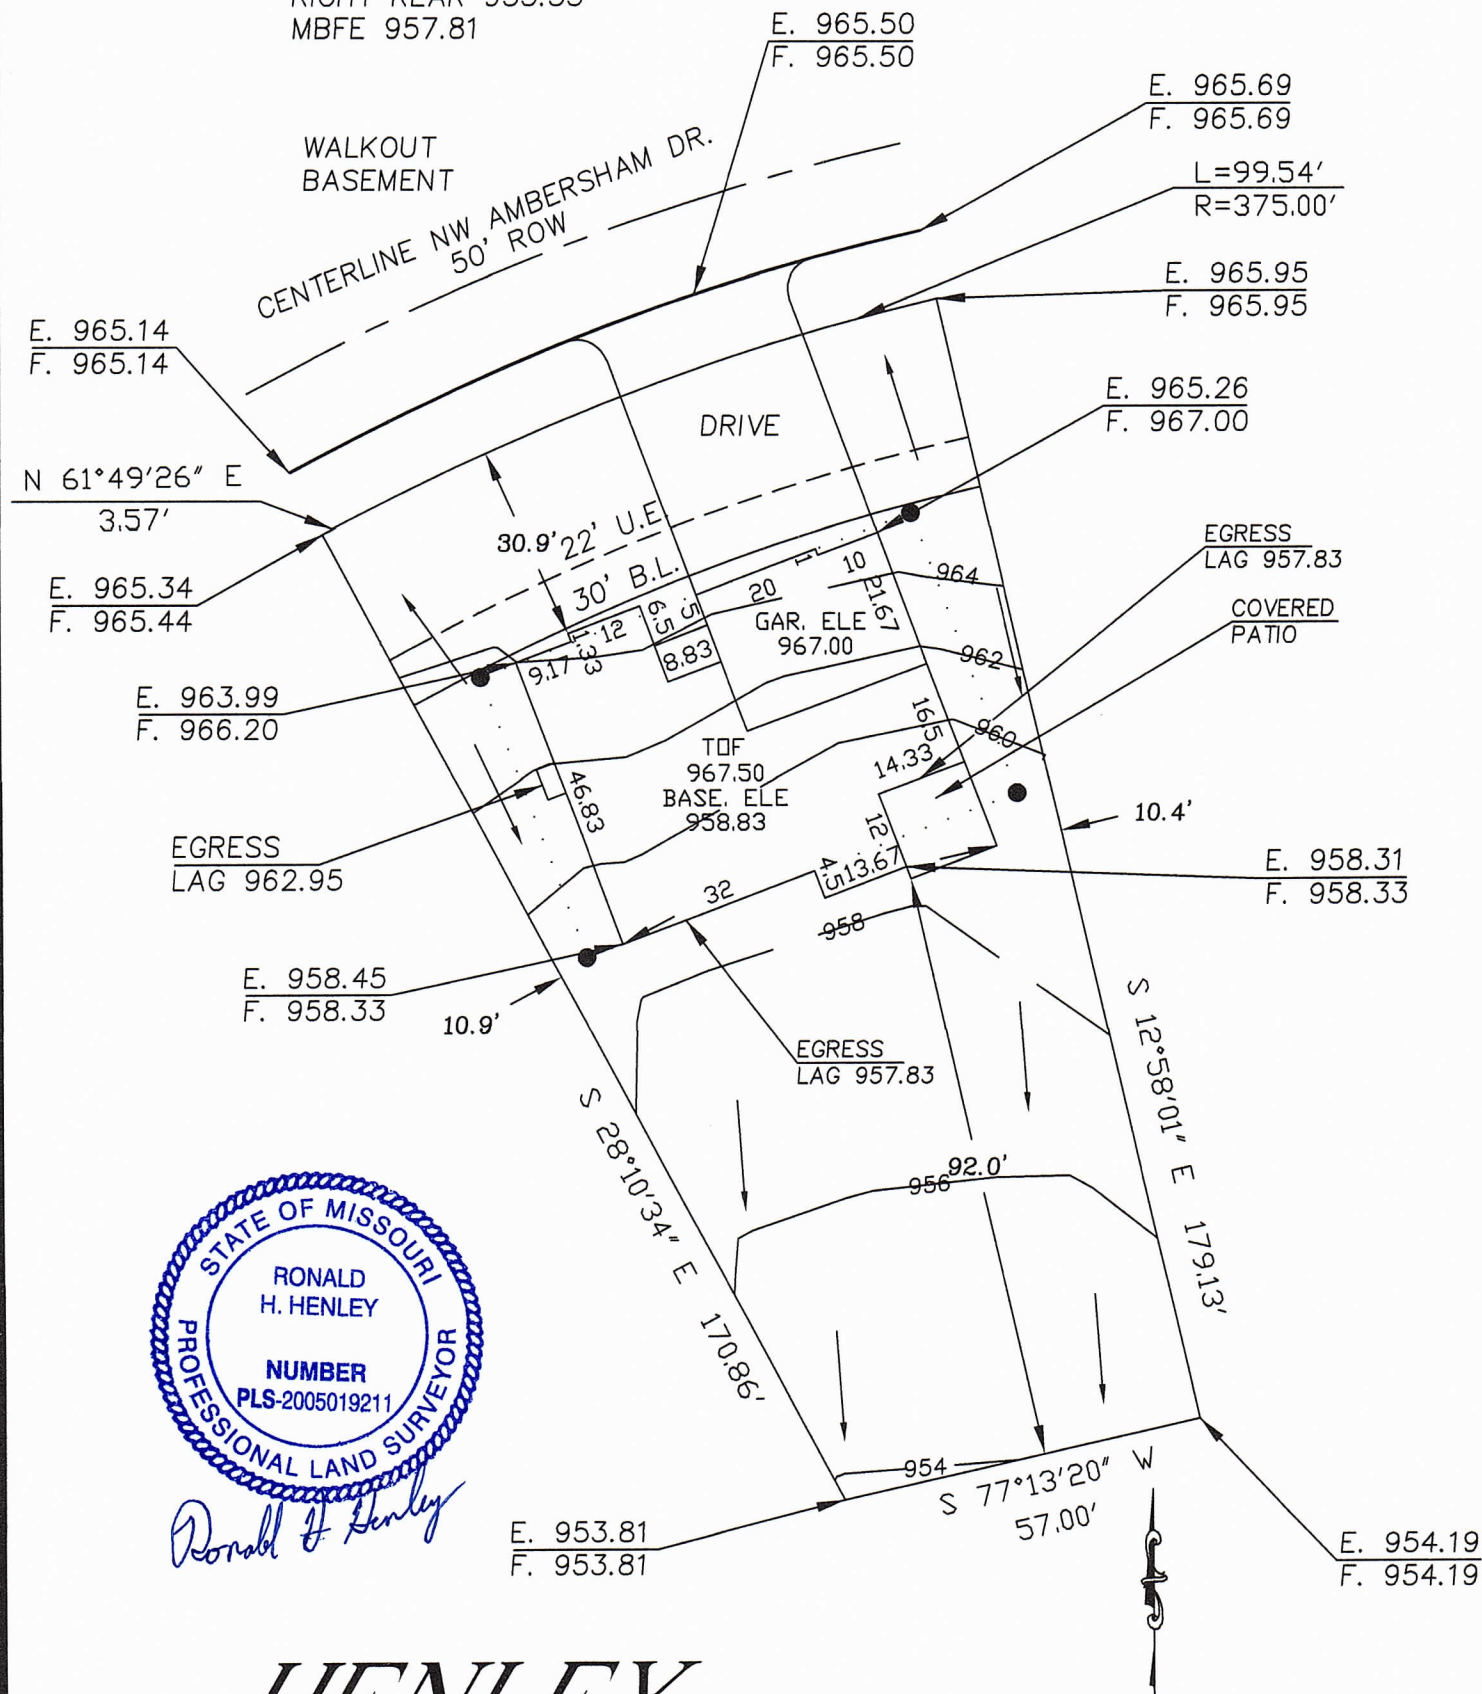 MBFE 957.81
E. 965.50
F. 965.50
E. 965.69
F. 965.69
WALKOUT
BASEMENT
L=99.54'
R=375.00'
CENTERLINE NW AMBERSHAM DR.
50' ROW
E. 965.95
F. 965.95
E. 965.14
F. 965.14
E. 965.26
F. 967.00
DRIVE
N 61°49'26" E
3.57'
30.9'
22' U.E.
30' B.L.
EGRESS
LAG 957.83
E. 965.34
F. 965.44
COVERED
PATIO
1
10
20
21.67
964
12
6.5
5
1.33
9.17
8.83
GAR. ELE
967.00
962
E. 963.99
F. 966.20
16.5
960
TOF
967.50
BASE. ELE
958.83
14.33
46.83
10.4'
EGRESS
LAG 962.95
12
4.5
13.67
32
E. 958.31
F. 958.33
958
E. 958.45
F. 958.33
10.9'
EGRESS
LAG 957.83
S 12°58'01" E 179.13'
S 28°10'34" E 170.86'
92.0'
956
STATE OF MISSOURI
RONALD
H. HENLEY
NUMBER
PLS-2005019211
PROFESSIONAL LAND SURVEYOR
Ronald H Henley
954
S 77°13'20" W
57.00'
E. 953.81
F. 953.81
E. 954.19
F. 954.19
HENLEY